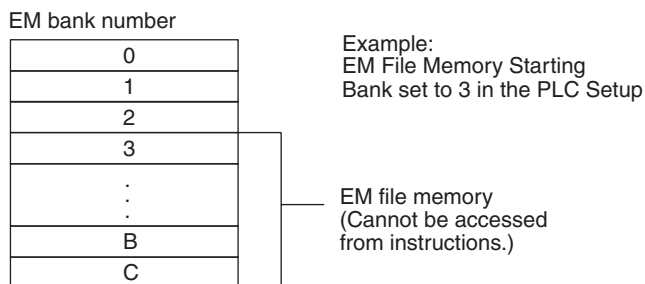 EM bank number
0
1
2
3
.
.
.
B
C
Example:
EM File Memory Starting
Bank set to 3 in the PLC Setup
EM file memory
(Cannot be accessed
from instructions.)